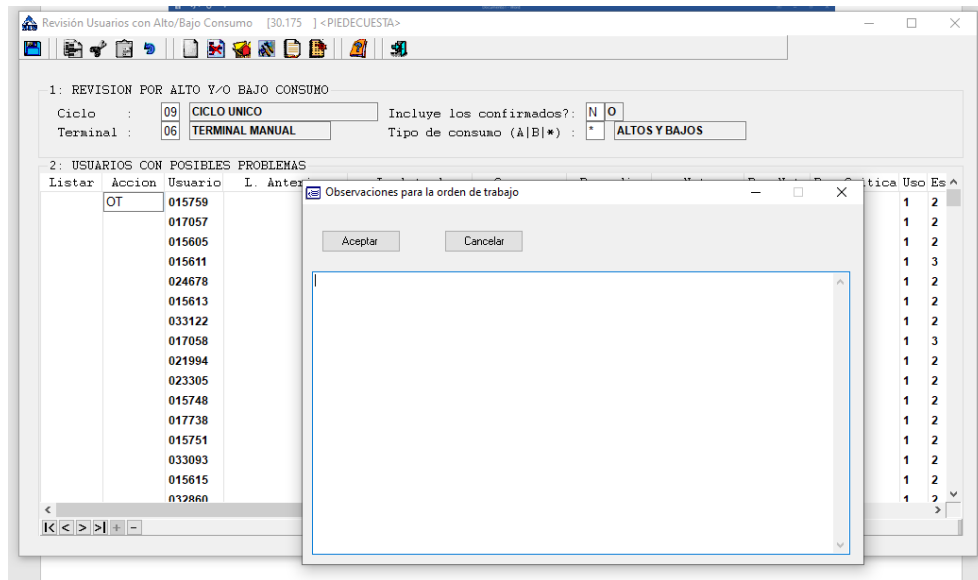 Revisión Usuarios con Alto/Bajo Consumo [30.175 ] <PIEDECUESTA>
1: REVISION POR ALTO Y/O BAJO CONSUMO
Ciclo : 09 CICLO UNICO Incluye los confirmados?: N O
Terminal : 06 TERMINAL MANUAL Tipo de consumo (A|B|*) : * ALTOS Y BAJOS
2: USUARIOS CON POSIBLES PROBLEMAS
Listar Accion Usuario L. Anter Uso Es
Observaciones para la orden de trabajo
Aceptar Cancelar
OT 015759 1 2
017057 1 2
015605 1 2
015611 1 3
024678 1 2
015613 1 2
033122 1 2
017058 1 3
021994 1 2
023305 1 2
015748 1 2
017738 1 2
015751 1 2
033093 1 2
015615 1 2
032860 1 2